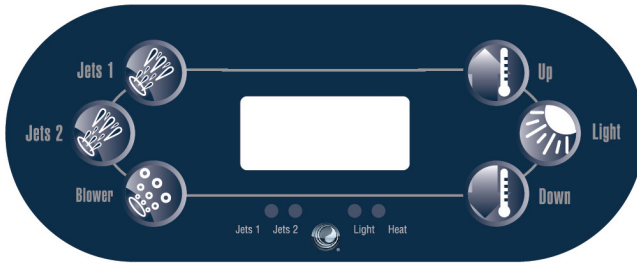 Jets 1
Up
Jets 2
Light
Blower
Down
Jets 1 Jets 2 Light Heat